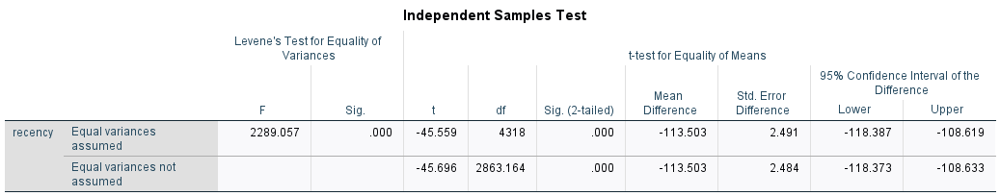 Independent Samples Test
Levene's Test for Equality of
Variances
t-test for Equality of Means
95% Confidence Interval of the
Difference
F Sig. t df Sig. (2-tailed) Mean
Difference Std. Error
Difference Lower Upper
recency Equal variances
assumed 2289.057 .000 -45.559 4318 .000 -113.503 2.491 -118.387 -108.619
Equal variances not
assumed -45.696 2863.164 .000 -113.503 2.484 -118.373 -108.633